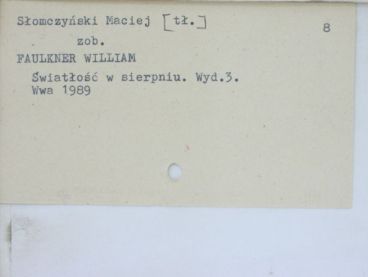 Słomczyński Maciej [tł.]
8
zob.
FAULKNER WILLIAM
Światłość w sierpniu. Wyd.3.
Wwa 1989